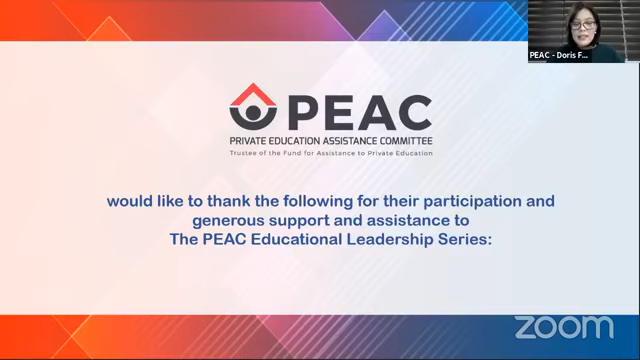 PEAC - Doris F...
PEAC
PRIVATE EDUCATION ASSISTANCE COMMITTEE
Trustee of the Fund for Assistance to Private Education
would like to thank the following for their participation and
generous support and assistance to
The PEAC Educational Leadership Series:
zoom